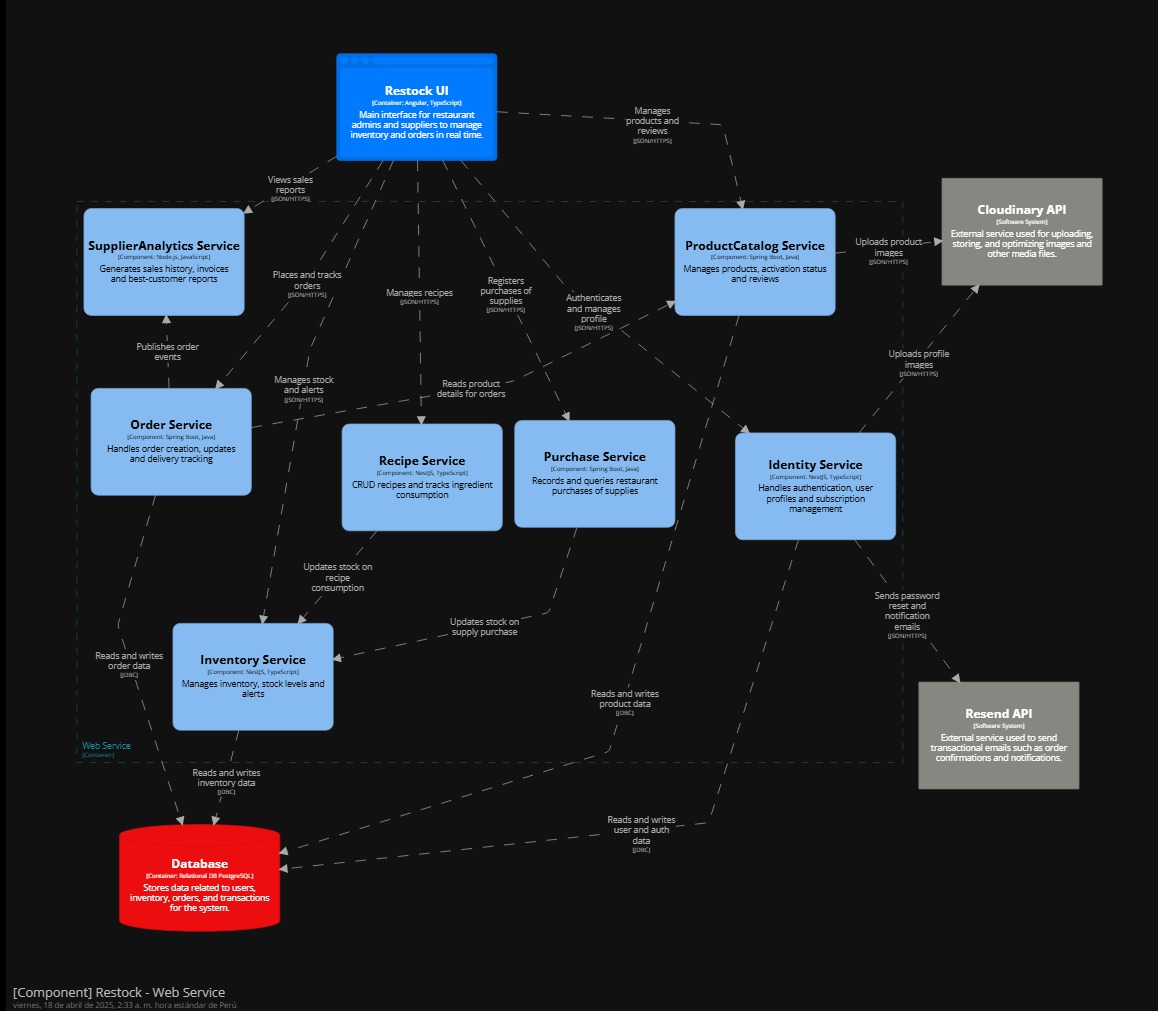 Restock UI
[Container: Angular, TypeScript]
Main interface for restaurant
admins and suppliers to manage
inventory and orders in real time.
Manages
products and
reviews
[JSON/HTTPS]
Views sales
reports
[JSON/HTTPS]
Cloudinary API
[Software System]
External service used for uploading,
storing, and optimizing images and
other media files.
SupplierAnalytics Service
[Component: Node.js, JavaScript]
Generates sales history, invoices
and best-customer reports
ProductCatalog Service
[Component: Spring Boot, Java]
Manages products, activation status
and reviews
Uploads product
images
[JSON/HTTPS]
Places and tracks
orders
[JSON/HTTPS]
Manages recipes
[JSON/HTTPS]
Registers
purchases of
supplies
[JSON/HTTPS]
Authenticates
and manages
profile
[JSON/HTTPS]
Publishes order
events
Uploads profile
images
[JSON/HTTPS]
Manages stock
and alerts
[JSON/HTTPS]
Reads product
details for orders
Order Service
[Component: Spring Boot, Java]
Handles order creation, updates
and delivery tracking
Recipe Service
[Component: NestJS, TypeScript]
CRUD recipes and tracks ingredient
consumption
Purchase Service
[Component: Spring Boot, Java]
Records and queries restaurant
purchases of supplies
Identity Service
[Component: NestJS, TypeScript]
Handles authentication, user
profiles and subscription
management
Updates stock on
recipe
consumption
Updates stock on
supply purchase
Sends password
reset and
notification
emails
[JSON/HTTPS]
Reads and writes
order data
[JDBC]
Inventory Service
[Component: NestJS, TypeScript]
Manages inventory, stock levels and
alerts
Reads and writes
product data
[JDBC]
Resend API
[Software System]
External service used to send
transactional emails such as order
confirmations and notifications.
Web Service
[Container]
Reads and writes
inventory data
[JDBC]
Reads and writes
user and auth
data
[JDBC]
Database
[Container: Relational DB PostgreSQL]
Stores data related to users,
inventory, orders, and transactions
for the system.
[Component] Restock - Web Service
viernes, 18 de abril de 2025, 2:33 a. m. hora estándar de Perú